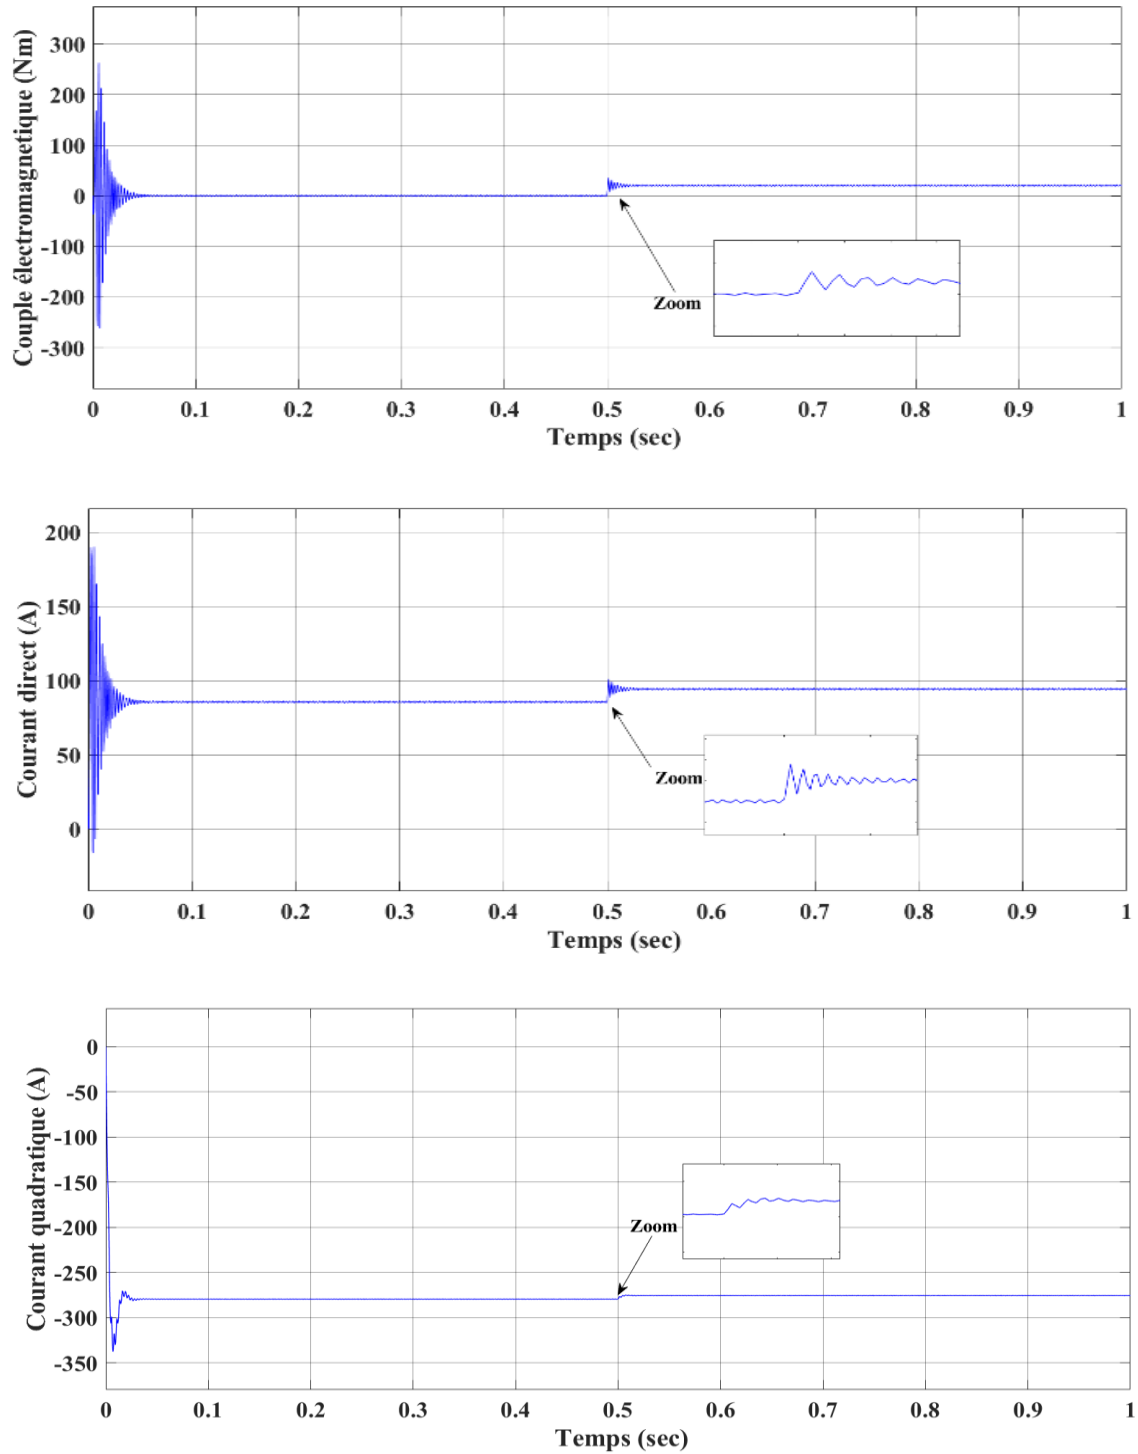 Couple électromagnetique (Nm)
300
200
100
0
-100
-200
-300
Zoom
0 0.1 0.2 0.3 0.4 0.5 0.6 0.7 0.8 0.9 1
Temps (sec)
Courant direct (A)
200
150
100
50
0
Zoom
0 0.1 0.2 0.3 0.4 0.5 0.6 0.7 0.8 0.9 1
Temps (sec)
Courant quadratique (A)
0
-50
-100
-150
-200
-250
-300
-350
Zoom
0 0.1 0.2 0.3 0.4 0.5 0.6 0.7 0.8 0.9 1
Temps (sec)